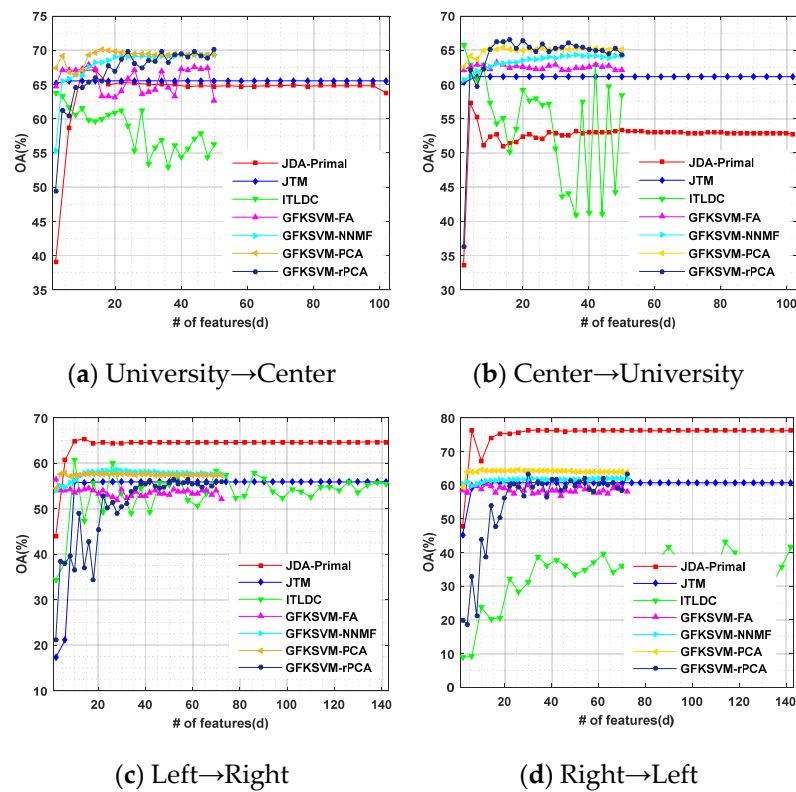 75
70
65
60
55
50
45
40
35
OA(%)
JDA-Primal
JTM
ITLDC
GFKSVM-FA
GFKSVM-NNMF
GFKSVM-PCA
GFKSVM-rPCA
20 40 60 80 100
# of features(d)
(a) University→Center
70
65
60
55
50
45
40
35
30
OA(%)
JDA-Primal
JTM
ITLDC
GFKSVM-FA
GFKSVM-NNMF
GFKSVM-PCA
GFKSVM-rPCA
20 40 60 80 100
# of features(d)
(b) Center→University
70
60
50
40
30
20
10
OA(%)
JDA-Primal
JTM
ITLDC
GFKSVM-FA
GFKSVM-NNMF
GFKSVM-PCA
GFKSVM-rPCA
20 40 60 80 100 120 140
# of features(d)
(c) Left→Right
80
70
60
50
40
30
20
10
0
OA(%)
JDA-Primal
JTM
ITLDC
GFKSVM-FA
GFKSVM-NNMF
GFKSVM-PCA
GFKSVM-rPCA
20 40 60 80 100 120 140
# of features(d)
(d) Right→Left